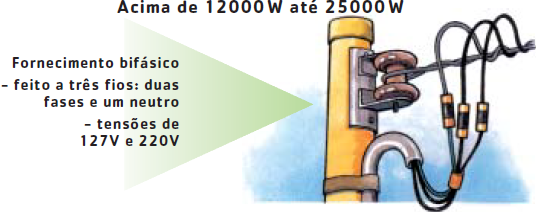 Acima de 12000W até 25000W
Fornecimento bifásico
– feito a três fios: duas
fases e um neutro
– tensões de
127V e 220V